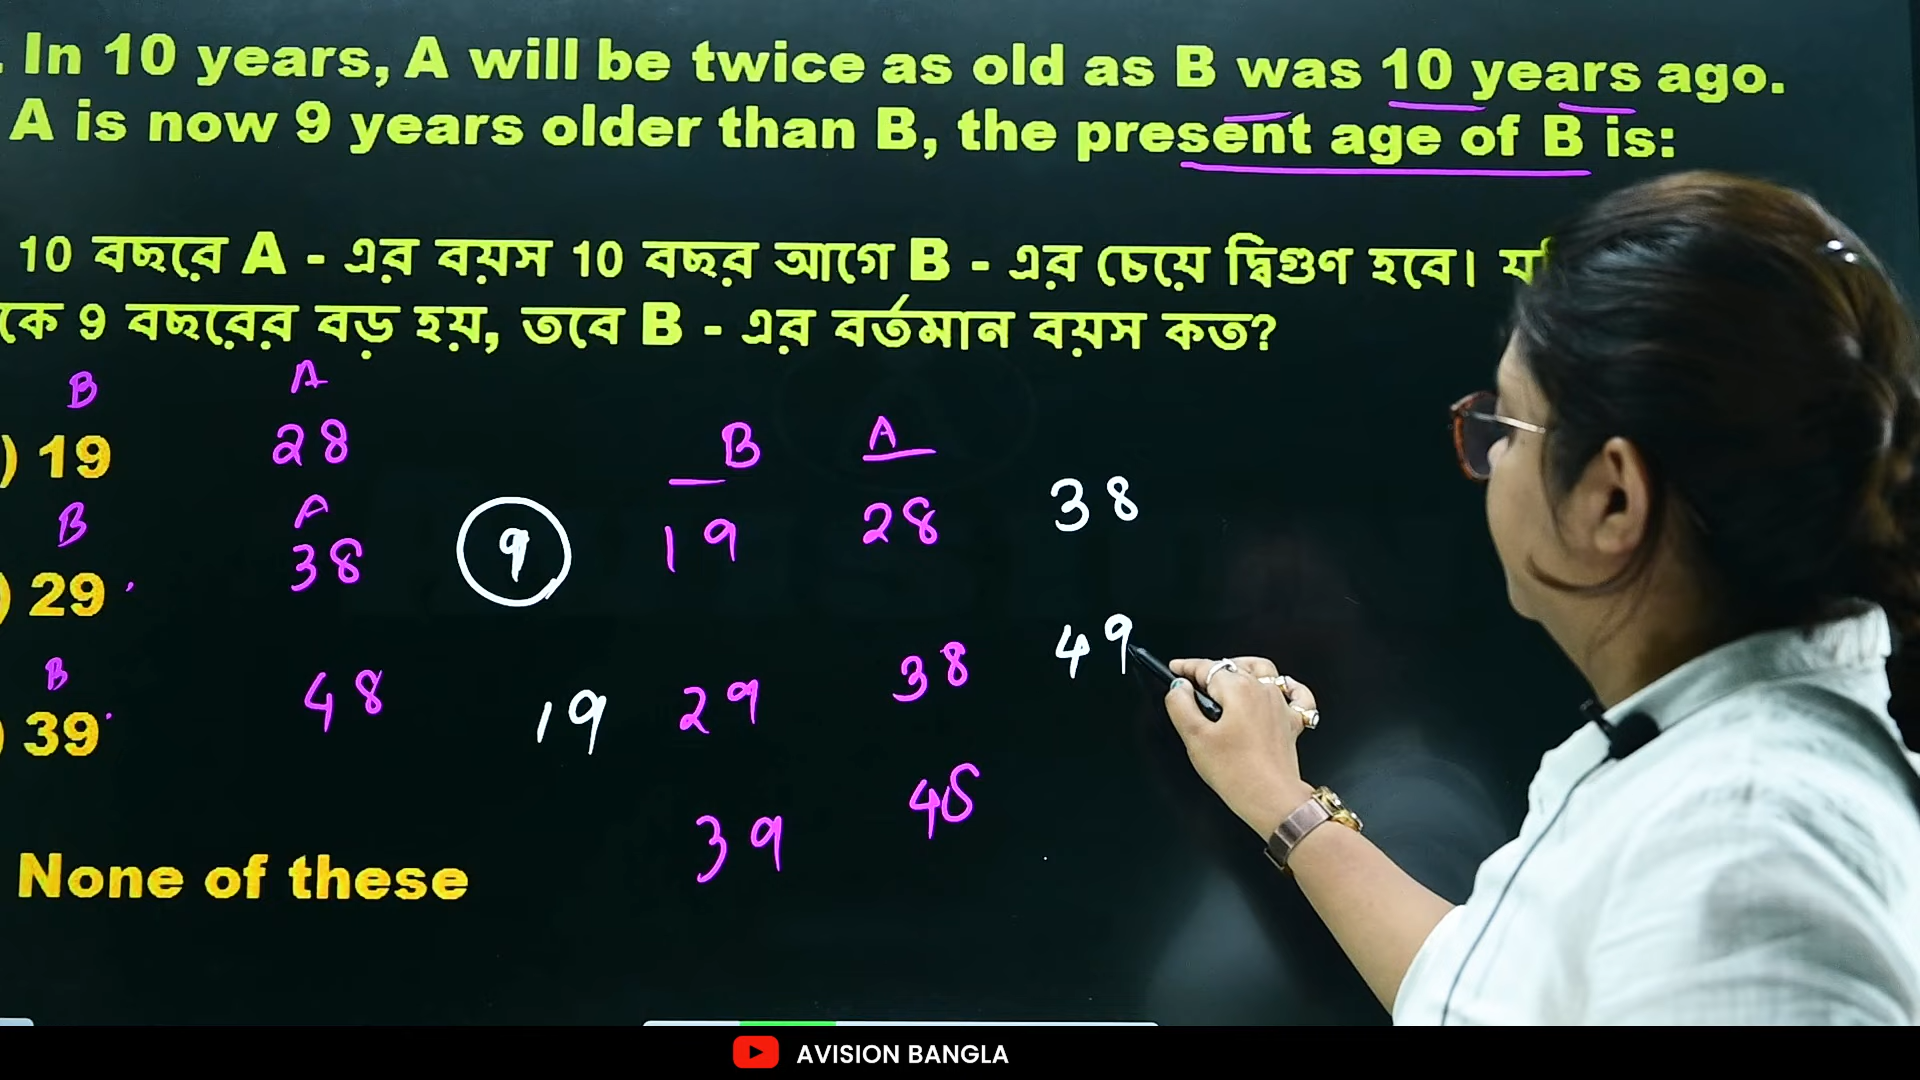 . In 10 years, A will be twice as old as B was 10 years ago.
A is now 9 years older than B, the present age of B is:
10 বছরে A - এর বয়স 10 বছর আগে B - এর চেয়ে দ্বিগুণ হবে।
কে 9 বছরের বড় হয়, তবে B - এর বর্তমান বয়স কত?
B A
) 19 28
B A
) 29 38
B
) 39 48
None of these
B A
9 19 28 38
19 29 38 49
39 48
AVISION BANGLA